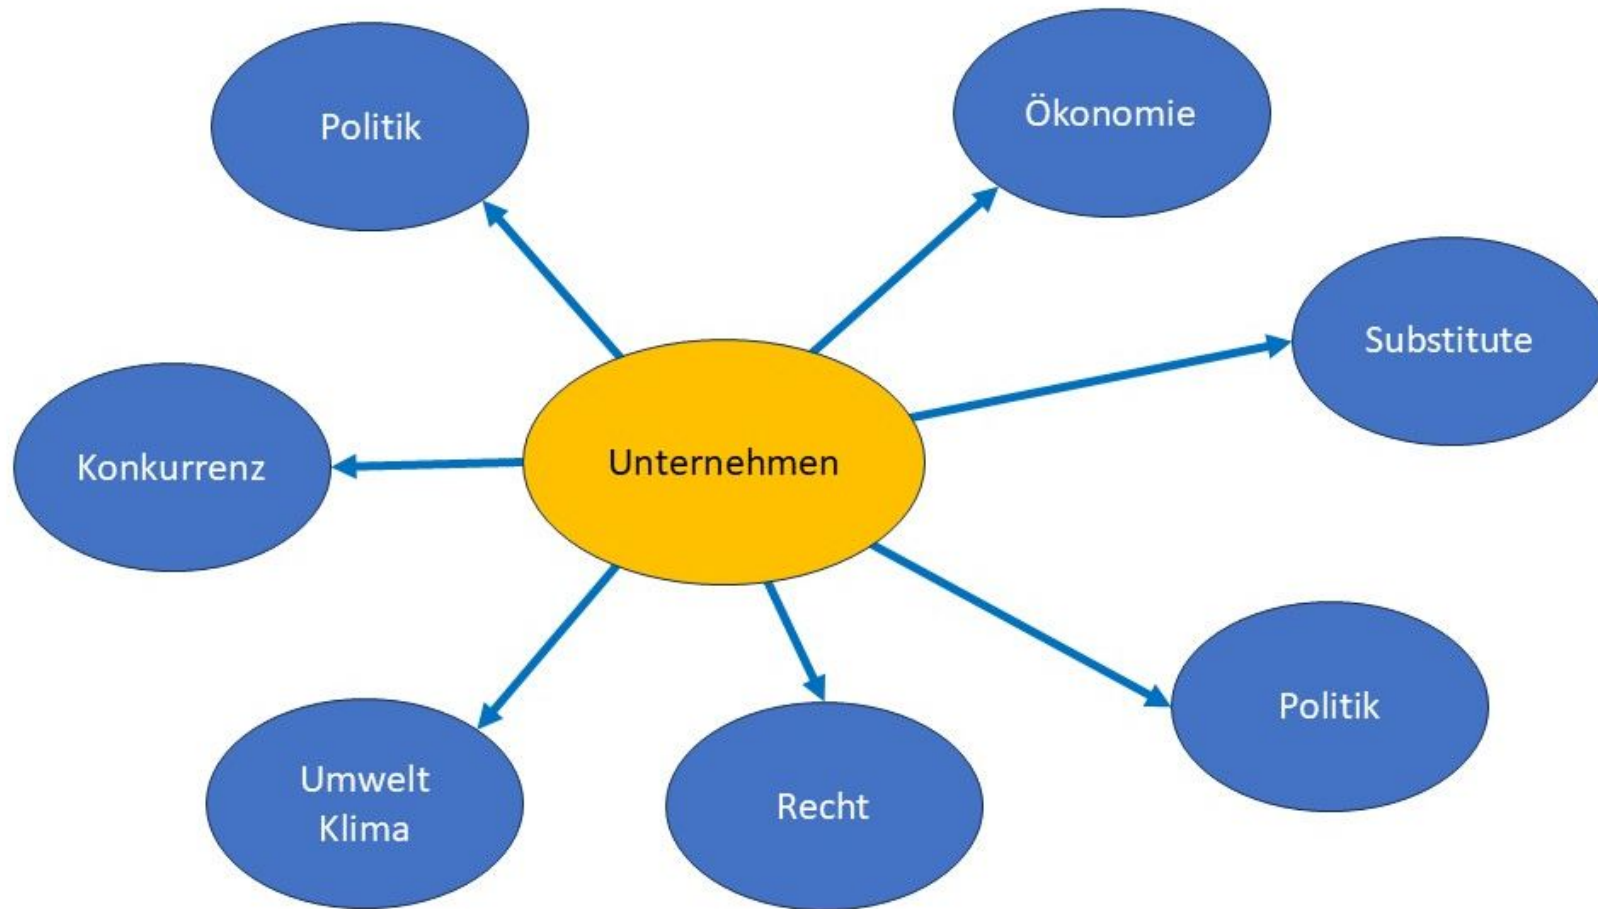 Politik
Ökonomie
Substitute
Konkurrenz
Unternehmen
Politik
Umwelt
Klima
Recht